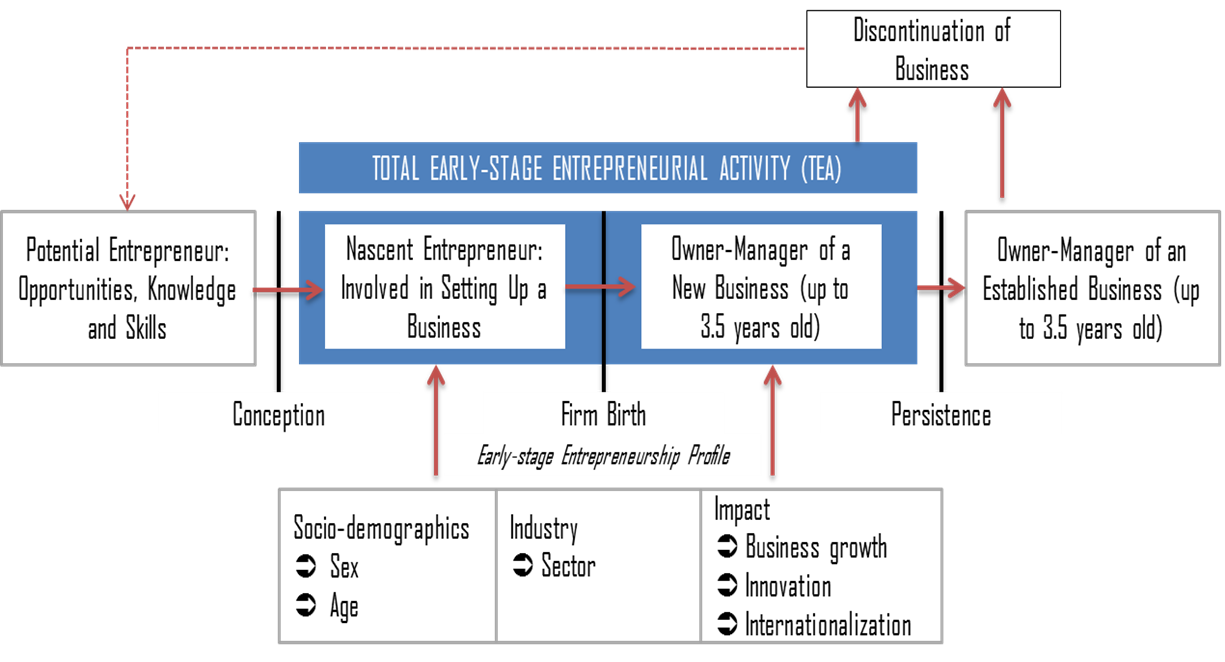 Discontinuation of
Business
TOTAL EARLY-STAGE ENTREPRENEURIAL ACTIVITY (TEA)
Potential Entrepreneur:
Opportunities, Knowledge
and Skills
Nascent Entrepreneur:
Involved in Setting Up a
Business
Owner-Manager of a
New Business (up to
3.5 years old)
Owner-Manager of an
Established Business (up
to 3.5 years old)
Conception
Firm Birth
Persistence
Early-stage Entrepreneurship Profile
Socio-demographics
Sex
Age
Industry
Sector
Impact
Business growth
Innovation
Internationalization